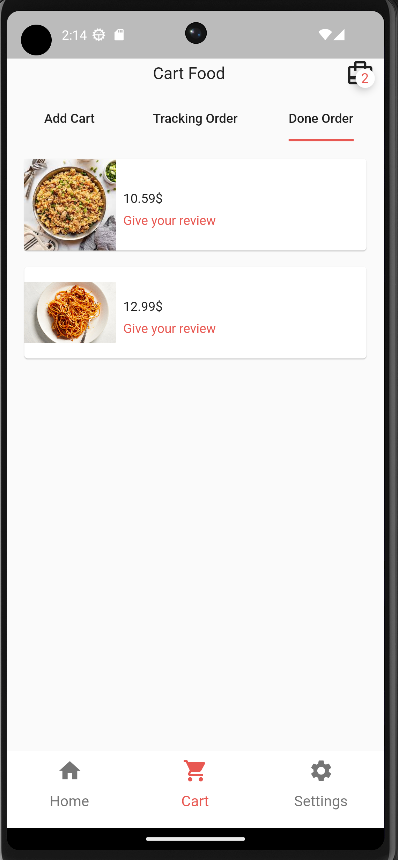 2:14
Cart Food
2
Add Cart Tracking Order Done Order
10.59$
Give your review
12.99$
Give your review
Home Cart Settings